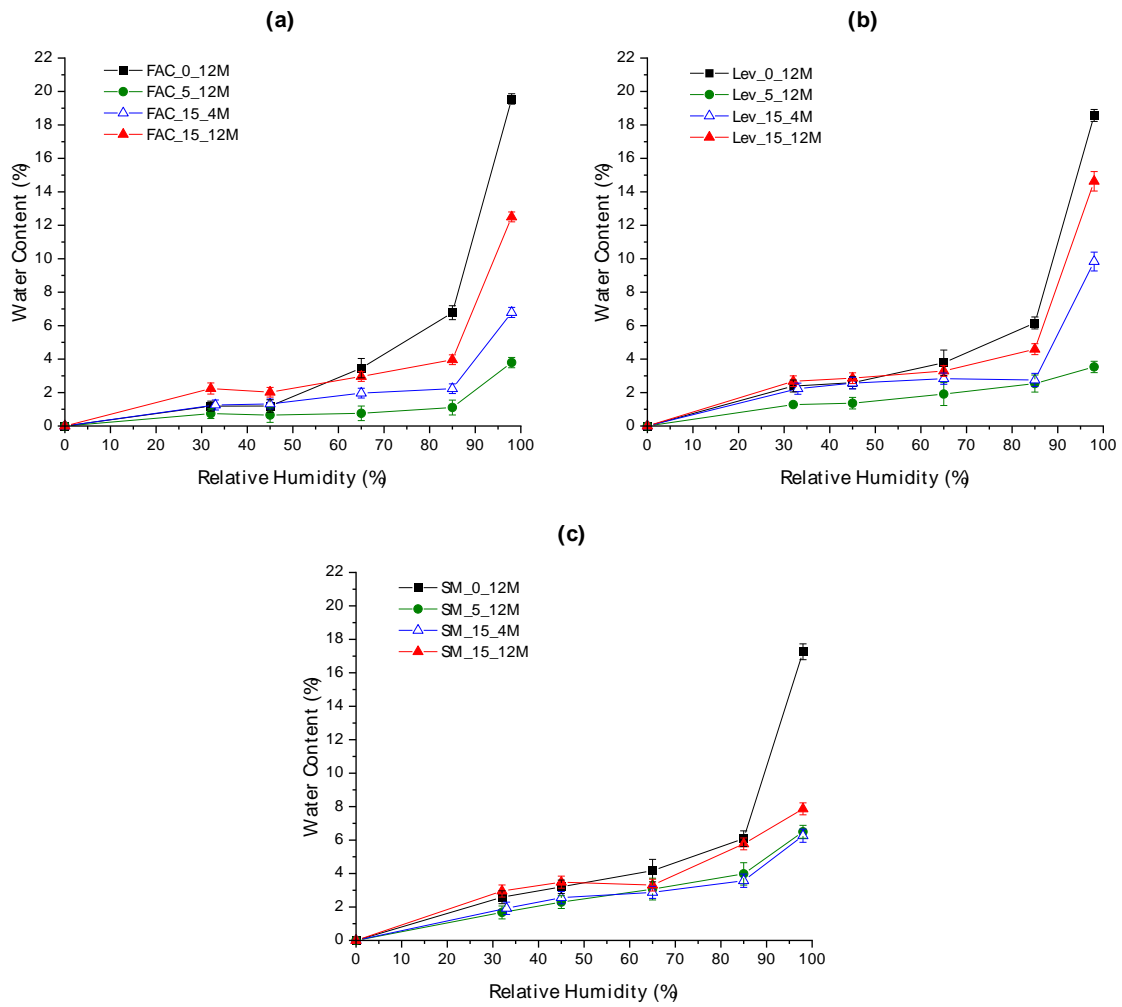 (a)
22
20
18
16
14
12
10
8
6
4
2
0
Water Content (%)
FAC_0_12M
FAC_5_12M
FAC_15_4M
FAC_15_12M
0 10 20 30 40 50 60 70 80 90 100
Relative Humidity (%)
(b)
22
20
18
16
14
12
10
8
6
4
2
0
Water Content (%)
Lev_0_12M
Lev_5_12M
Lev_15_4M
Lev_15_12M
0 10 20 30 40 50 60 70 80 90 100
Relative Humidity (%)
(c)
22
20
18
16
14
12
10
8
6
4
2
0
Water Content (%)
SM_0_12M
SM_5_12M
SM_15_4M
SM_15_12M
0 10 20 30 40 50 60 70 80 90 100
Relative Humidity (%)